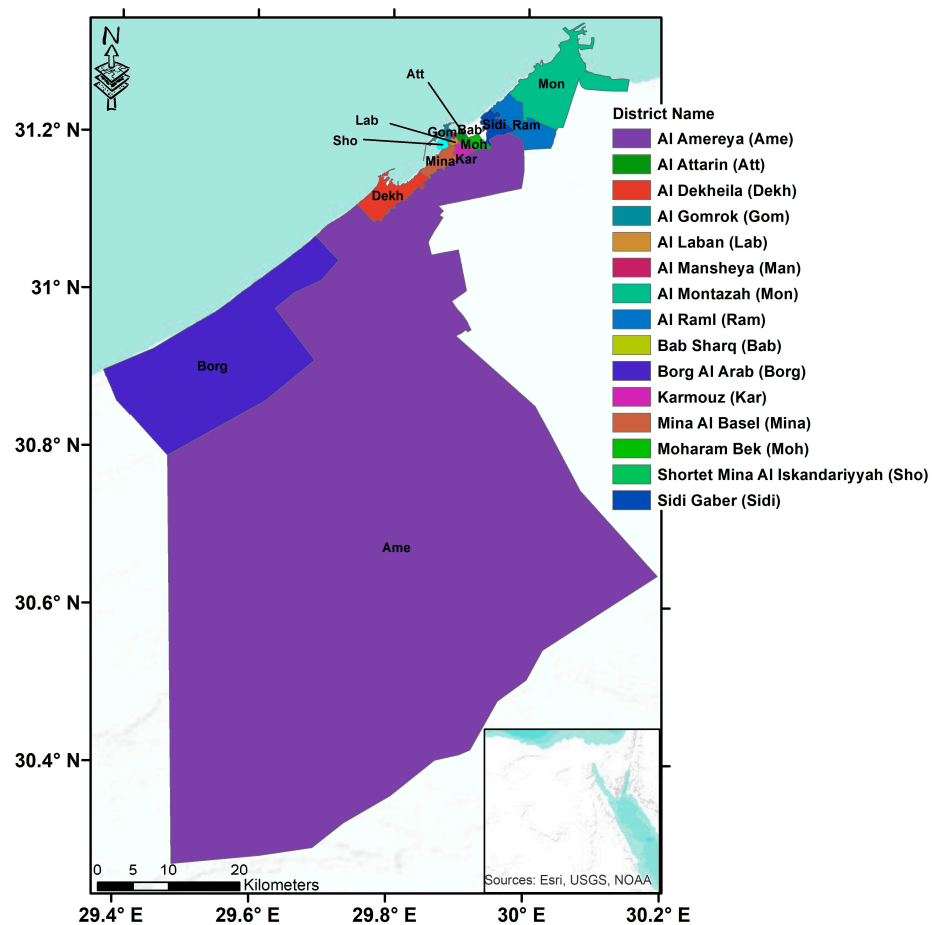 N
Mon
Att
Lab
Sho
Gom
Bab
Sidi
Ram
Moh
Mina
Kar
Dekh
Borg
Ame
31.2° N
31° N
30.8° N
30.6° N
30.4° N
District Name
Al Amereya (Ame)
Al Attarin (Att)
Al Dekheila (Dekh)
Al Gomrok (Gom)
Al Laban (Lab)
Al Mansheya (Man)
Al Montazah (Mon)
Al Raml (Ram)
Bab Sharq (Bab)
Borg Al Arab (Borg)
Karmouz (Kar)
Mina Al Basel (Mina)
Moharam Bek (Moh)
Shortet Mina Al Iskandariyyah (Sho)
Sidi Gaber (Sidi)
0 5 10 20
Kilometers
Sources: Esri, USGS, NOAA
29.4° E 29.6° E 29.8° E 30° E 30.2° E